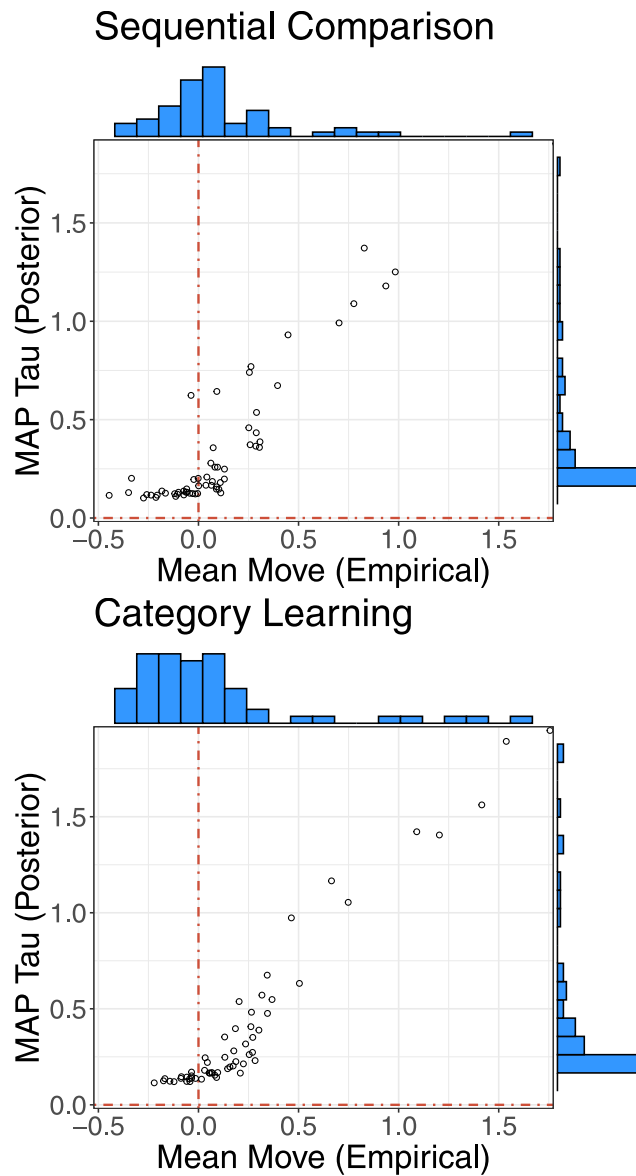 Sequential Comparison
MAP Tau (Posterior)
1.5
1.0
0.5
0.0
−0.5 0.0 0.5 1.0 1.5
Mean Move (Empirical)
Category Learning
MAP Tau (Posterior)
1.5
1.0
0.5
0.0
−0.5 0.0 0.5 1.0 1.5
Mean Move (Empirical)